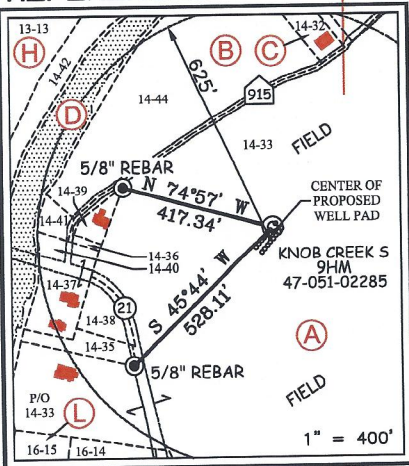 13-13
H
14-42
B
C
14-32
D
14-44
625'
915
14-33
FIELD
5/8" REBAR
14-39
N 74°57' W
417.34'
CENTER OF
PROPOSED
WELL PAD
14-41
14-36
14-40
KNOB CREEK S
9HM
47-051-02285
14-37
21
S 45°44' W
528.11'
14-38
14-35
A
5/8" REBAR
P/O
14-33
FIELD
L
16-15
16-14
1" = 400'